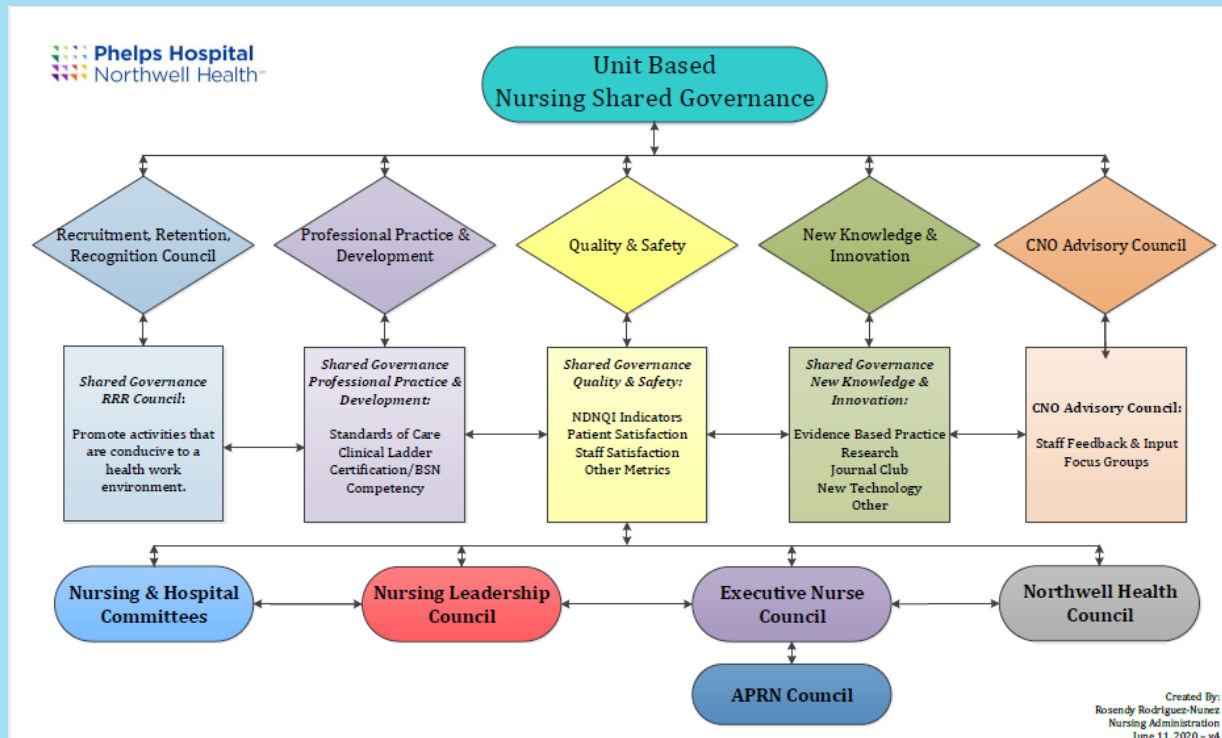 Phelps Hospital
Northwell Health
Unit Based
Nursing Shared Governance
Recruitment, Retention,
Recognition Council
Professional Practice &
Development
Quality & Safety
New Knowledge &
Innovation
CNO Advisory Council
Shared Governance
RRR Council:
Promote activities that
are conducive to a
health work
environment.
Shared Governance
Professional Practice &
Development:
Standards of Care
Clinical Ladder
Certification/BSN
Competency
Shared Governance
Quality & Safety:
NDNQI Indicators
Patient Satisfaction
Staff Satisfaction
Other Metrics
Shared Governance
New Knowledge &
Innovation:
Evidence Based Practice
Research
Journal Club
New Technology
Other
CNO Advisory Council:
Staff Feedback & Input
Focus Groups
Nursing & Hospital
Committees
Nursing Leadership
Council
Executive Nurse
Council
Northwell Health
Council
APRN Council
Created By:
Rosendy Rodriguez-Nunez
Nursing Administration
June 11, 2020 – v4